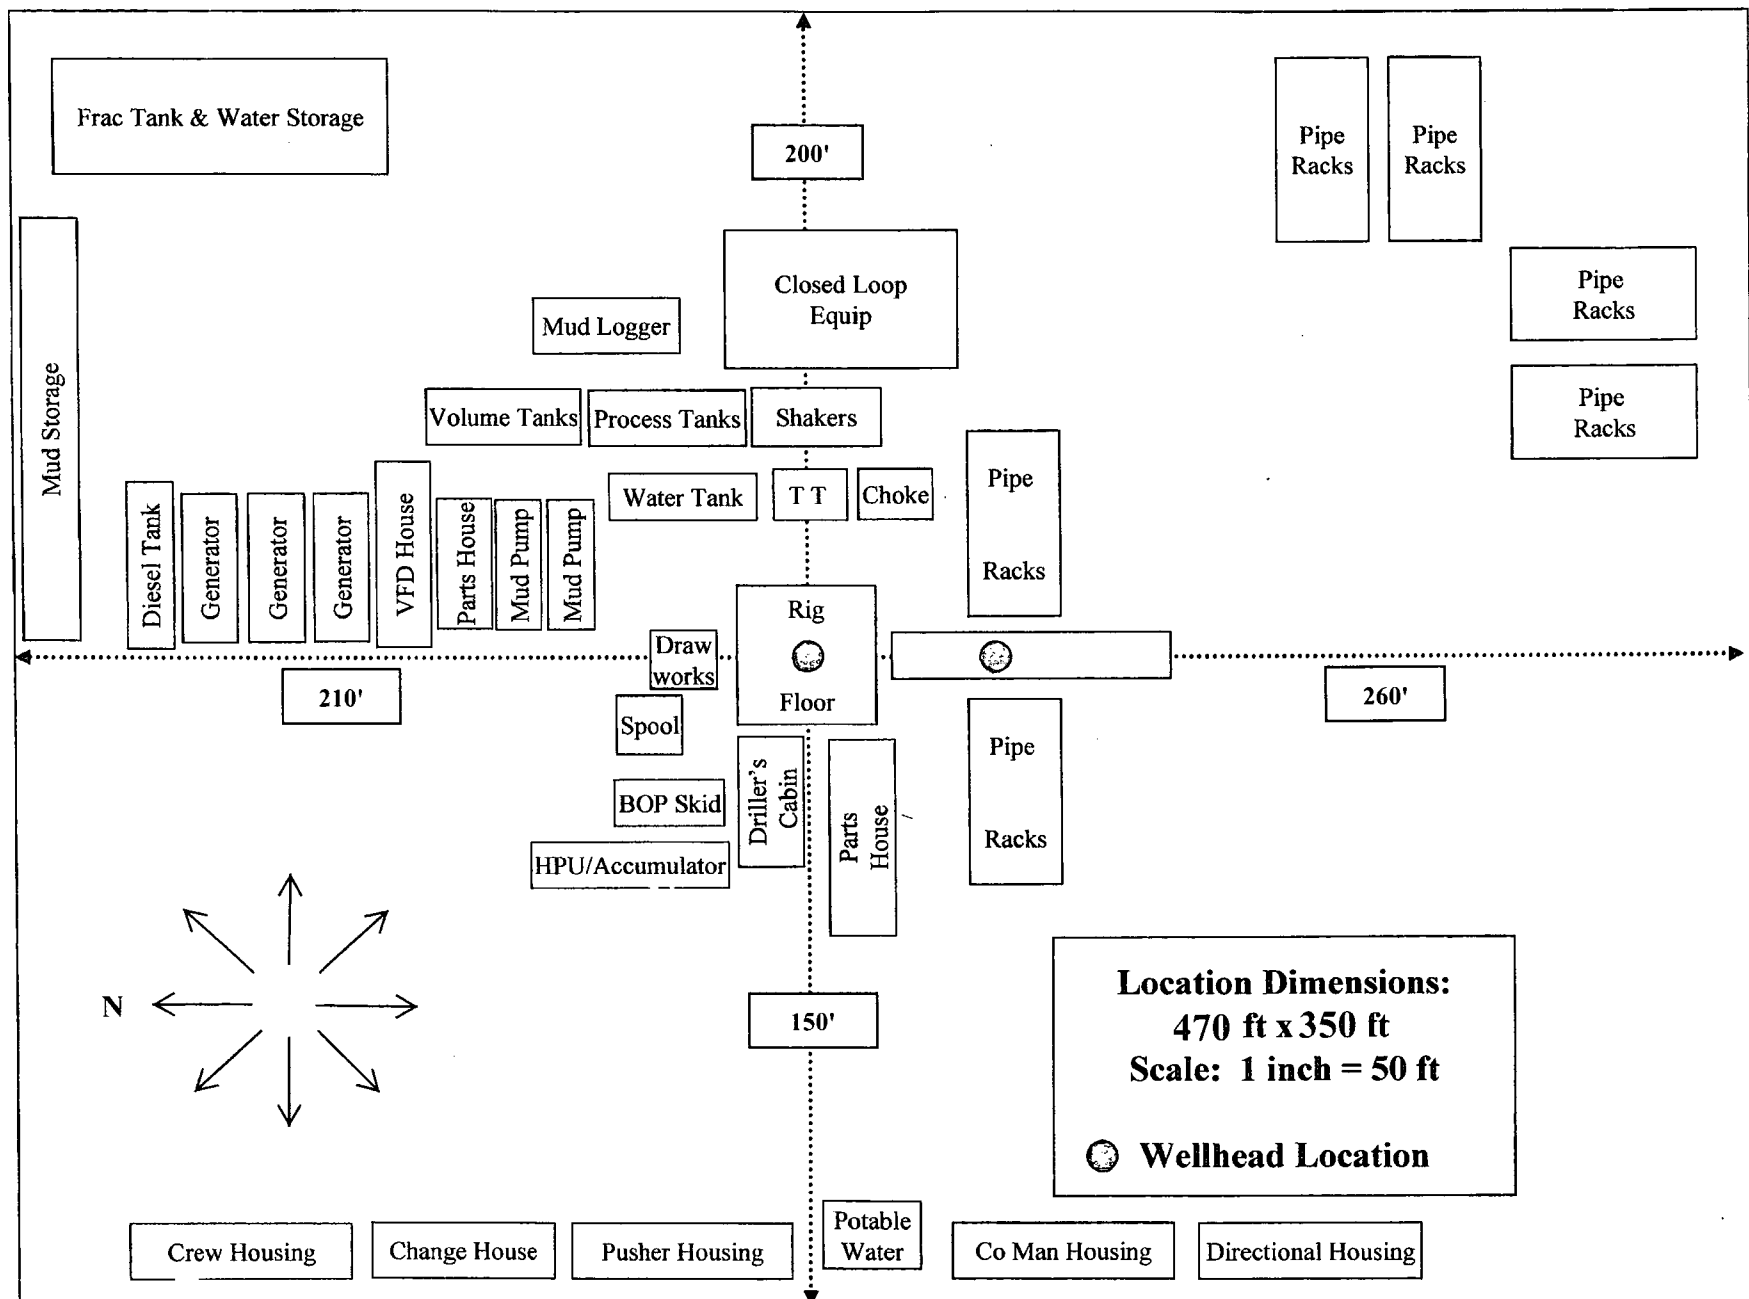 Frac Tank & Water Storage
200'
Pipe
Racks
Pipe
Racks
Closed Loop
Equip
Pipe
Racks
Mud Logger
Pipe
Racks
Mud Storage
Volume Tanks
Process Tanks
Shakers
Water Tank
T T
Choke
Pipe
Racks
Diesel Tank
Generator
Generator
Generator
VFD House
Parts House
Mud Pump
Mud Pump
Rig
Floor
Draw
works
210'
260'
Spool
Pipe
Racks
BOP Skid
Driller's
Cabin
Parts
House
HPU/Accumulator
N
150'
Location Dimensions:
470 ft x 350 ft
Scale: 1 inch = 50 ft
Wellhead Location
Crew Housing
Change House
Pusher Housing
Potable
Water
Co Man Housing
Directional Housing